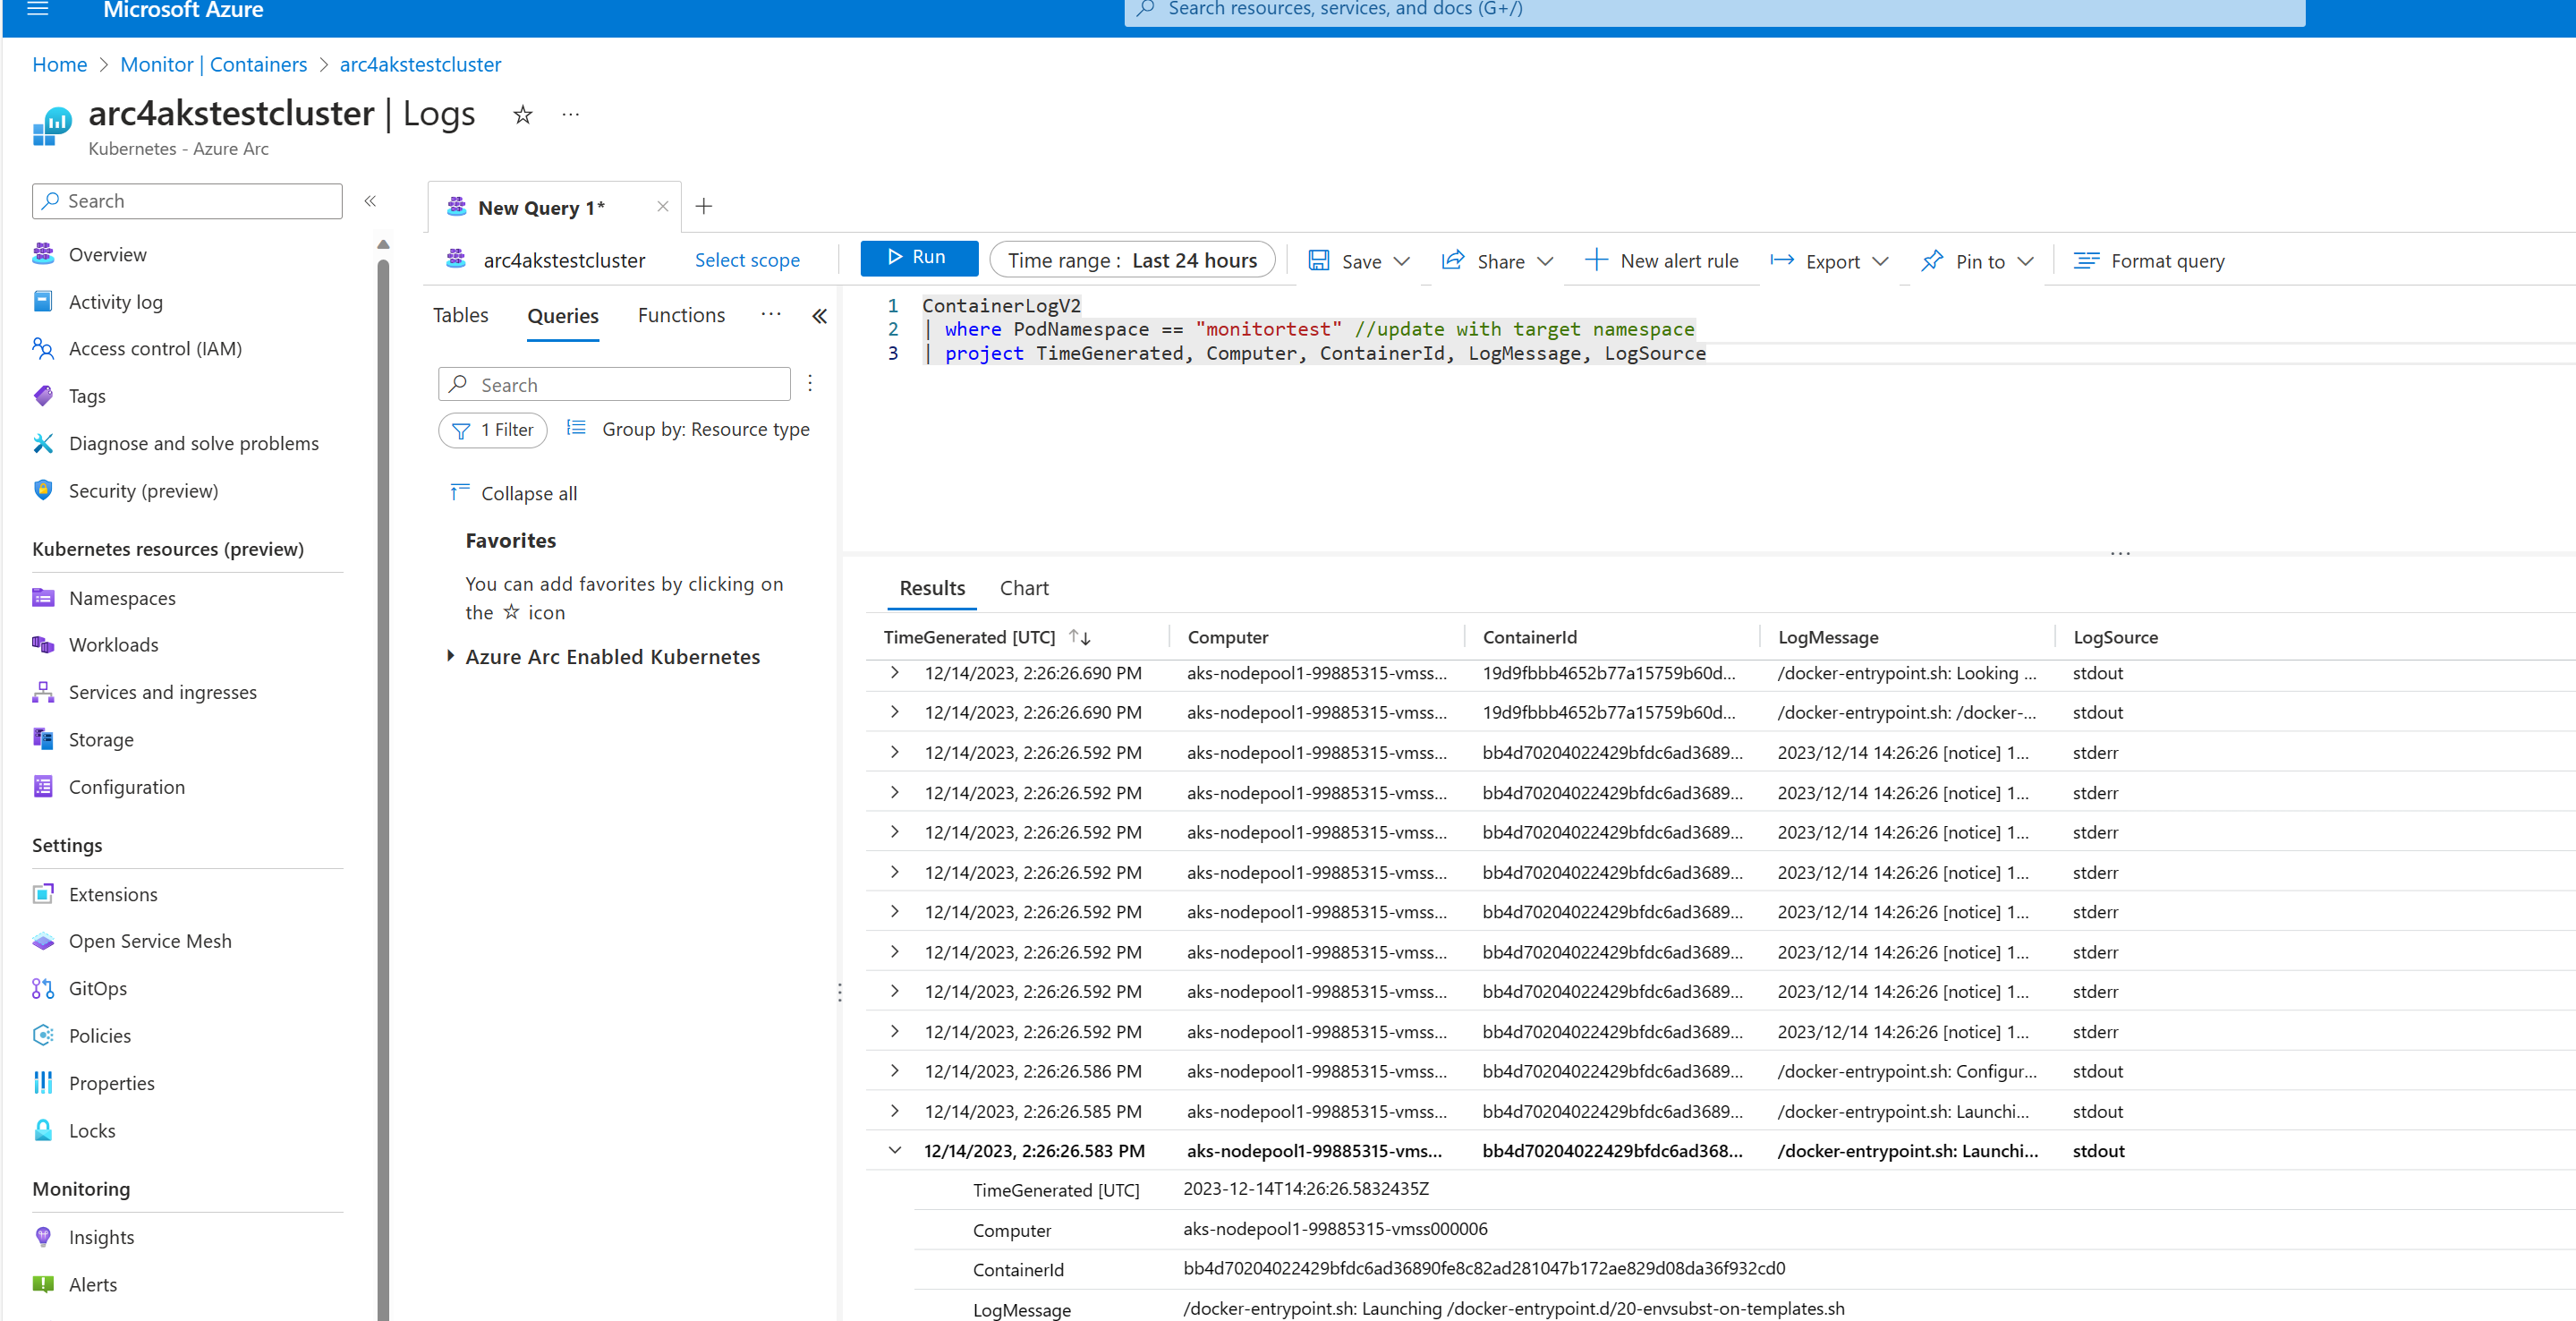 Microsoft Azure
Search resources, services, and docs (G+/)
Home > Monitor | Containers > arc4akstestcluster
arc4akstestcluster | Logs ☆ ...
Kubernetes - Azure Arc
Search «
Overview
Activity log
Access control (IAM)
Tags
Diagnose and solve problems
Security (preview)
Kubernetes resources (preview)
Namespaces
Workloads
Services and ingresses
Storage
Configuration
Settings
Extensions
Open Service Mesh
GitOps
Policies
Properties
Locks
Monitoring
Insights
Alerts
New Query 1*
arc4akstestcluster Select scope Run Time range : Last 24 hours Save Share New alert rule Export Pin to Format query
Tables Queries Functions ... «
Search
1 Filter Group by: Resource type
Collapse all
Favorites
You can add favorites by clicking on
the ☆ icon
Azure Arc Enabled Kubernetes
1 ContainerLogV2
2 | where PodNamespace == "monitortest" //update with target namespace
3 | project TimeGenerated, Computer, ContainerId, LogMessage, LogSource
Results Chart
TimeGenerated [UTC] ↑↓ Computer ContainerId LogMessage LogSource
12/14/2023, 2:26:26.690 PM aks-nodepool1-99885315-vmss... 19d9fbbb4652b77a15759b60d... /docker-entrypoint.sh: Looking ... stdout
12/14/2023, 2:26:26.690 PM aks-nodepool1-99885315-vmss... 19d9fbbb4652b77a15759b60d... /docker-entrypoint.sh: /docker-... stdout
12/14/2023, 2:26:26.592 PM aks-nodepool1-99885315-vmss... bb4d70204022429bfdc6ad3689... 2023/12/14 14:26:26 [notice] 1... stderr
12/14/2023, 2:26:26.592 PM aks-nodepool1-99885315-vmss... bb4d70204022429bfdc6ad3689... 2023/12/14 14:26:26 [notice] 1... stderr
12/14/2023, 2:26:26.592 PM aks-nodepool1-99885315-vmss... bb4d70204022429bfdc6ad3689... 2023/12/14 14:26:26 [notice] 1... stderr
12/14/2023, 2:26:26.592 PM aks-nodepool1-99885315-vmss... bb4d70204022429bfdc6ad3689... 2023/12/14 14:26:26 [notice] 1... stderr
12/14/2023, 2:26:26.592 PM aks-nodepool1-99885315-vmss... bb4d70204022429bfdc6ad3689... 2023/12/14 14:26:26 [notice] 1... stderr
12/14/2023, 2:26:26.592 PM aks-nodepool1-99885315-vmss... bb4d70204022429bfdc6ad3689... 2023/12/14 14:26:26 [notice] 1... stderr
12/14/2023, 2:26:26.592 PM aks-nodepool1-99885315-vmss... bb4d70204022429bfdc6ad3689... 2023/12/14 14:26:26 [notice] 1... stderr
12/14/2023, 2:26:26.592 PM aks-nodepool1-99885315-vmss... bb4d70204022429bfdc6ad3689... 2023/12/14 14:26:26 [notice] 1... stderr
12/14/2023, 2:26:26.586 PM aks-nodepool1-99885315-vmss... bb4d70204022429bfdc6ad3689... /docker-entrypoint.sh: Configur... stdout
12/14/2023, 2:26:26.585 PM aks-nodepool1-99885315-vmss... bb4d70204022429bfdc6ad3689... /docker-entrypoint.sh: Launchi... stdout
12/14/2023, 2:26:26.583 PM aks-nodepool1-99885315-vms... bb4d70204022429bfdc6ad368... /docker-entrypoint.sh: Launchi... stdout
TimeGenerated [UTC] 2023-12-14T14:26:26.5832435Z
Computer aks-nodepool1-99885315-vmss000006
ContainerId bb4d70204022429bfdc6ad36890fe8c82ad281047b172ae829d08da36f932cd0
LogMessage /docker-entrypoint.sh: Launching /docker-entrypoint.d/20-envsubst-on-templates.sh